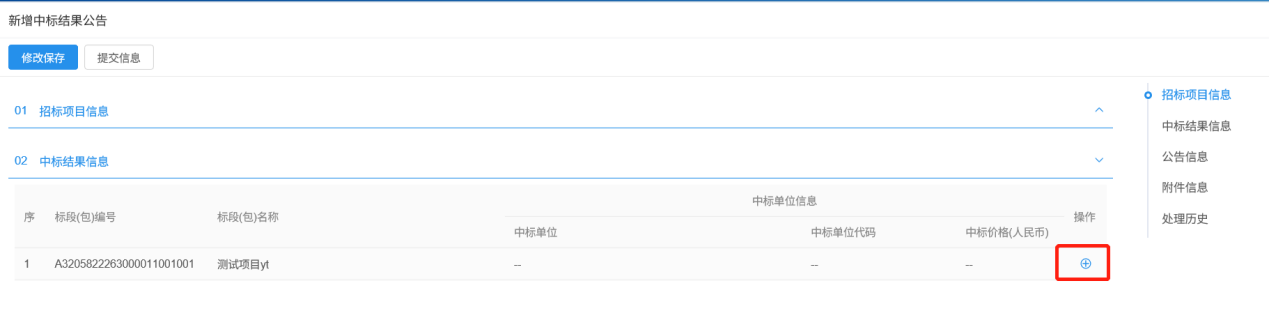 新增中标结果公告
修改保存 提交信息
01 招标项目信息
02 中标结果信息
序 标段(包)编号 标段(包)名称 中标单位信息 操作
中标单位 中标单位代码 中标价格(人民币)
1 A3205822263000011001001 测试项目yt -- -- --
招标项目信息
中标结果信息
公告信息
附件信息
处理历史